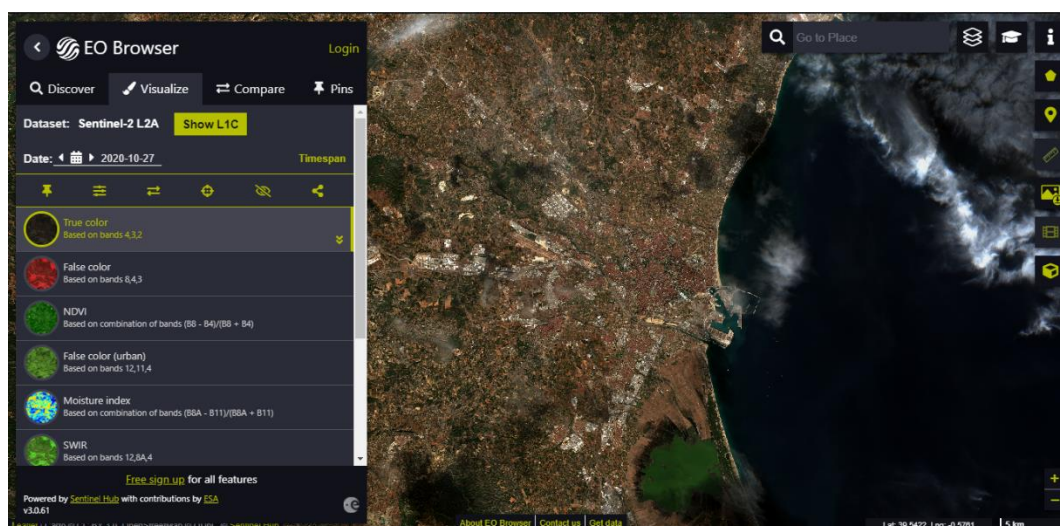 EO Browser
Login
Go to Place
Discover
Visualize
Compare
Pins
Dataset: Sentinel-2 L2A
Show L1C
Date: 2020-10-27
Timespan
True color
Based on bands 4,3,2
False color
Based on bands 8,4,3
NDVI
Based on combination of bands (B8 - B4)/(B8 + B4)
False color (urban)
Based on bands 12,11,4
Moisture index
Based on combination of bands (B8A - B11)/(B8A + B11)
SWIR
Based on bands 12,8A,4
Free sign up for all features
Powered by Sentinel Hub with contributions by ESA
v3.0.61
About EO Browser | Contact us | Get data
Lat: 39.5422, Lng: -0.5781
5 km